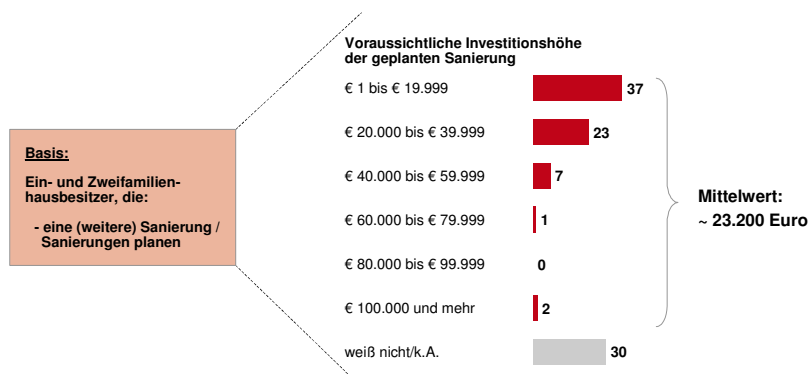 Voraussichtliche Investitionshöhe
der geplanten Sanierung
€ 1 bis € 19.999 37
€ 20.000 bis € 39.999 23
€ 40.000 bis € 59.999 7
€ 60.000 bis € 79.999 1
€ 80.000 bis € 99.999 0
€ 100.000 und mehr 2
weiß nicht/k.A. 30
Basis:
Ein- und Zweifamilien-
hausbesitzer, die:
- eine (weitere) Sanierung /
Sanierungen planen
Mittelwert:
~ 23.200 Euro